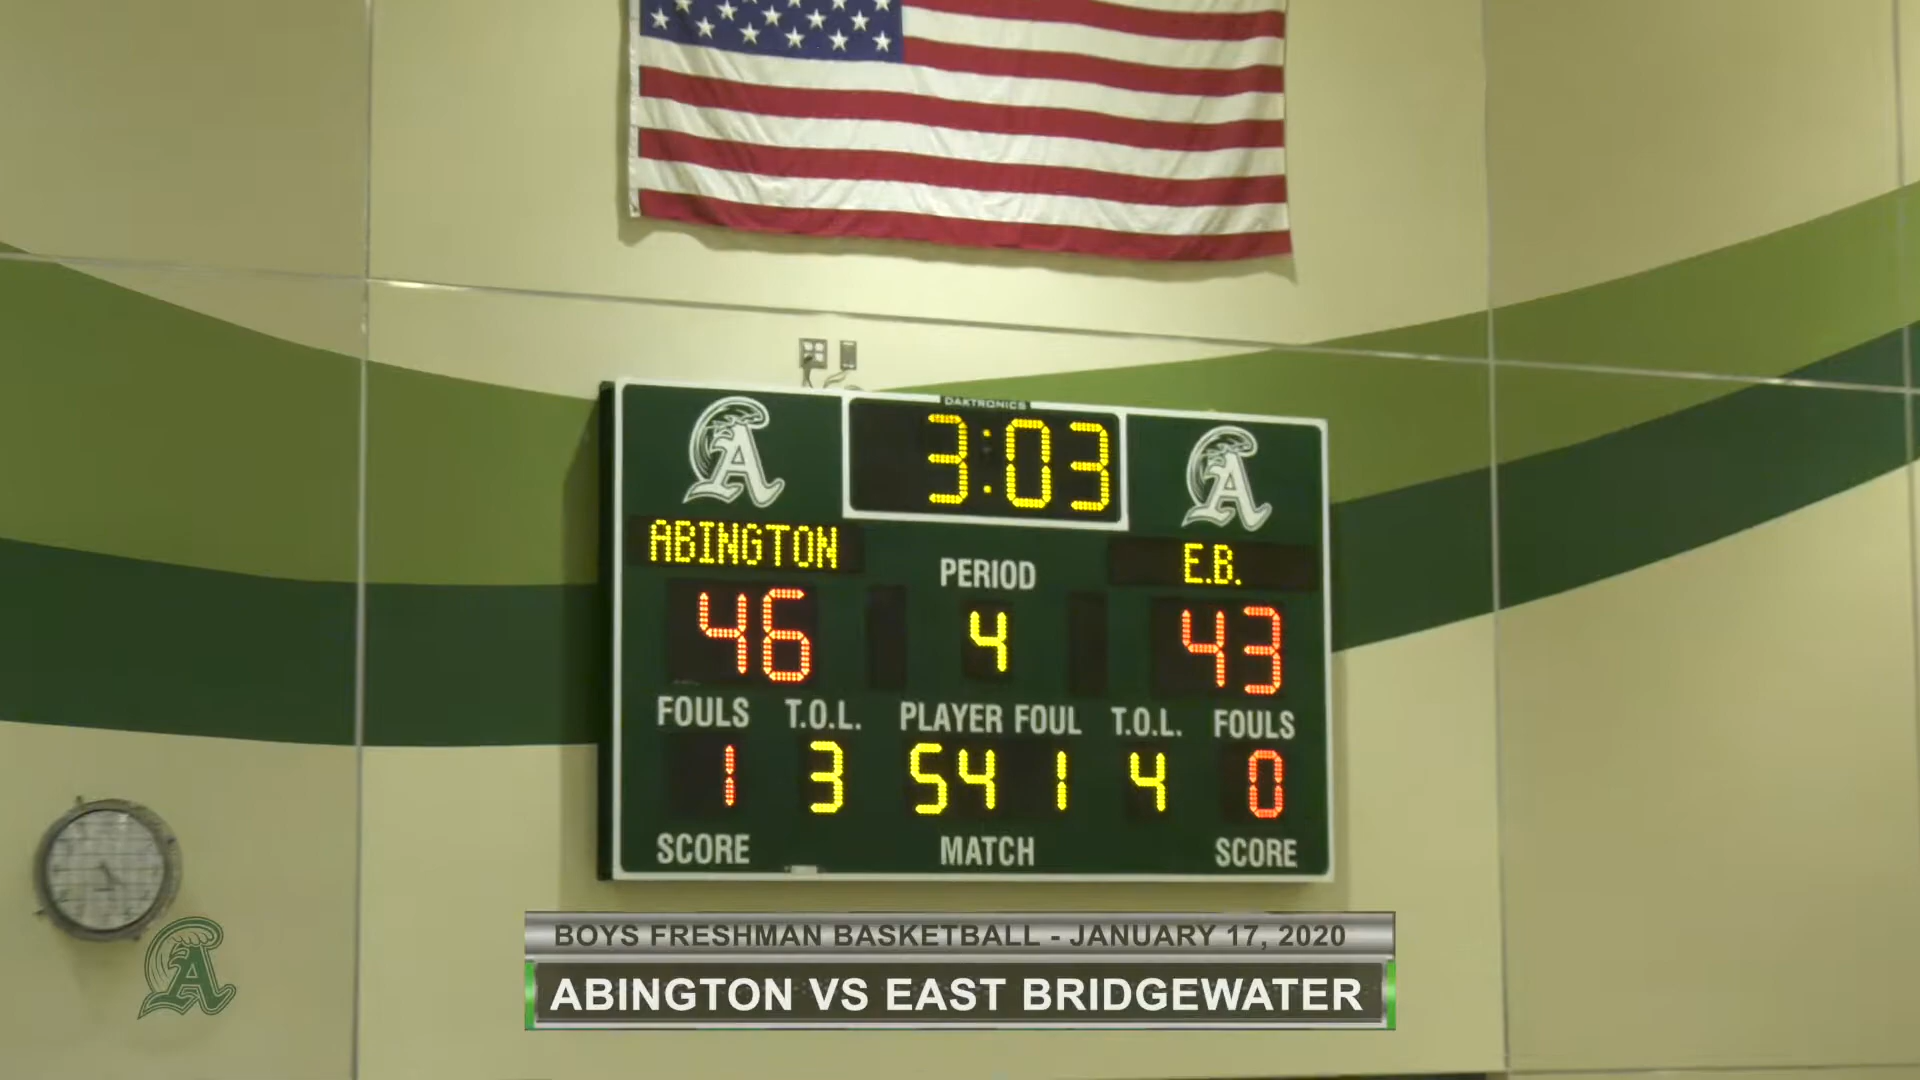 DAKTRONICS
3:03
A
A
ABINGTON
PERIOD
E.B.
46
4
43
FOULS T.O.L. PLAYER FOUL T.O.L. FOULS
1 3 54 1 4 0
SCORE MATCH SCORE
BOYS FRESHMAN BASKETBALL - JANUARY 17, 2020
ABINGTON VS EAST BRIDGEWATER
A